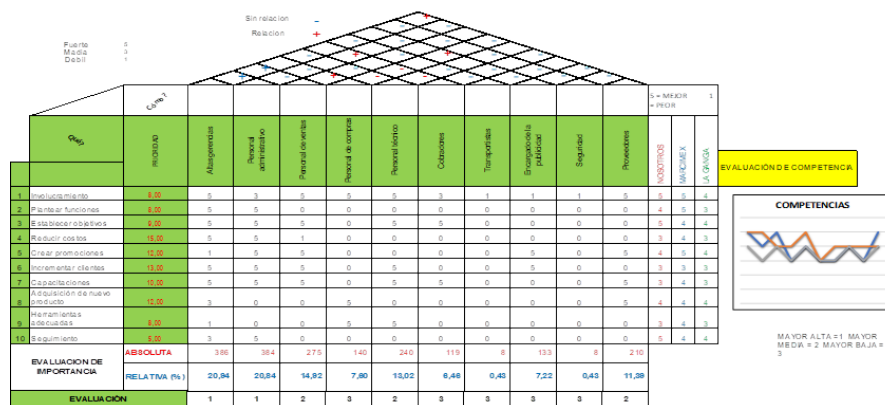 Sin relacion -
Relacion +
Fuerte 5
Media 3
Debil 1
5 = MEJOR 1
= PEOR
Qué? Cómo? PRIORIDAD Altas gerencias Personal administrativo Personal de ventas Personal de compras Personal técnico Cobradores Transportistas Encargado de la publicidad Seguridad Proveedores NOSOTROS MARCIMEX LA GANGA
EVALUACIÓN DE COMPETENCIA
1 Involucramiento 8,00 5 3 5 5 5 3 1 1 1 5 5 5 4
2 Plantear funciones 8,00 5 5 0 0 0 0 0 0 0 0 4 5 3
3 Establecer objetivos 9,00 5 5 5 0 5 5 0 0 0 0 5 4 4
4 Reducir costos 15,00 5 5 1 0 0 0 0 0 0 0 3 4 3
5 Crear promociones 12,00 1 5 5 5 0 0 0 5 0 5 4 5 4
6 Incrementar clientes 13,00 5 5 5 0 5 0 0 5 0 0 3 3 3
7 Capacitaciones 10,00 5 0 5 0 5 5 0 0 0 5 3 4 3
8 Adquisición de nuevo
producto 12,00 3 0 0 5 0 0 0 0 0 5 4 4 4
9 Herramientas
adecuadas 8,00 1 0 0 5 5 0 0 0 0 0 3 4 3
10 Seguimiento 5,00 3 5 0 0 0 0 0 0 0 0 5 4 4
EVALUACION DE
IMPORTANCIA
ABSOLUTA 386 384 275 140 240 119 8 133 8 210
RELATIVA (%) 20,94 20,84 14,92 7,60 13,02 6,46 0,43 7,22 0,43 11,39
EVALUACIÓN 1 1 2 3 2 3 3 3 3 2
COMPETENCIAS
MAYOR ALTA =1 MAYOR
MEDIA = 2 MAYOR BAJA =
3